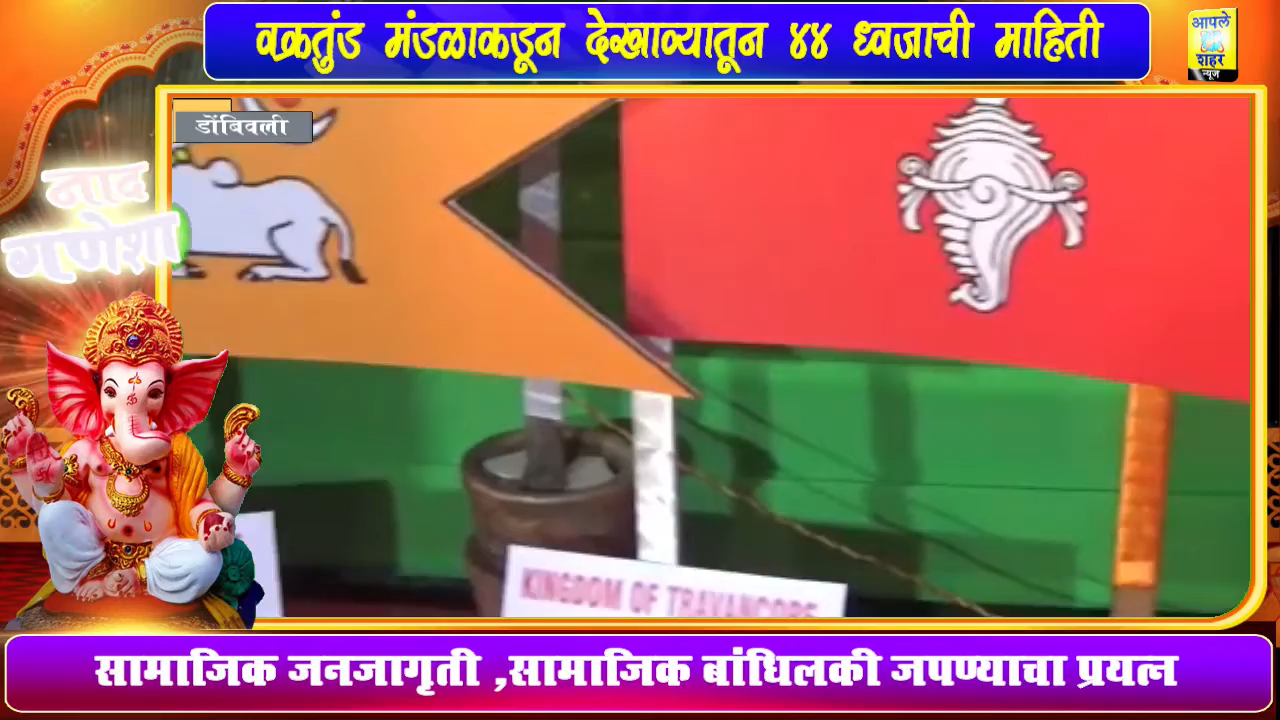 वक्रतुंड मंडळाकडून देखाव्यातून ४४ ध्वजाची माहिती
आपले
शहर
न्यूज
डोंबिवली
नाद
गणेशा
KINGDOM OF TRAVANCORE
सामाजिक जनजागृती ,सामाजिक बांधिलकी जपण्याचा प्रयत्न